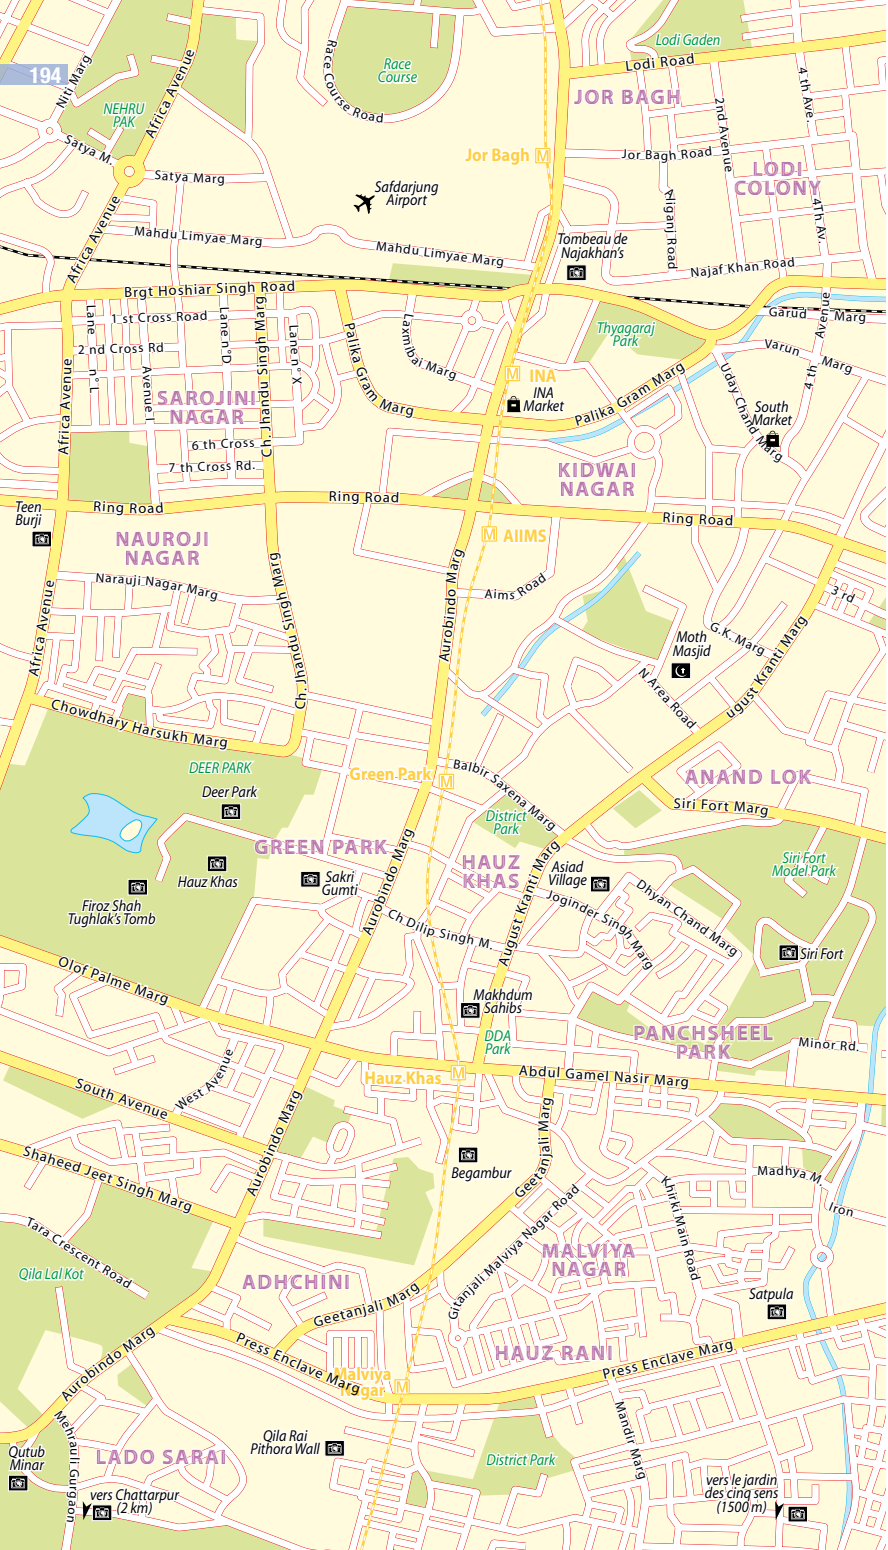 194
Niti Marg
Africa Avenue
NEHRU
PAK
Satya M.
Satya Marg
Race
Course
Race Course Road
Lodi Gaden
Lodi Road
JOR BAGH
4 th Ave.
2nd Avenue
Jor Bagh M
Jor Bagh Road
LODI
COLONY
Safdarjung
Airport
Aliganj Road
4Th Av.
Africa Avenue
Mahdu Limyae Marg
Mahdu Limyae Marg
Tombeau de
Najakhan's
Najaf Khan Road
Brgt Hoshiar Singh Road
Lane n°L
1 st Cross Road
Lane n°D
Ch. Jhandu Singh Marg
Lane n° X
2 nd Cross Rd
Avenue I
Palika Gram Marg
Laxmibai Marg
Thyagaraj
Park
Garud Marg
4 th Avenue
Varun Marg
Africa Avenue
SAROJINI
NAGAR
M INA
INA
Market
Palika Gram Marg
Uday Chand Marg
South
Market
6 th Cross
7 th Cross Rd.
KIDWAI
NAGAR
Teen
Burji
Ring Road
Ring Road
Ring Road
NAUROJI
NAGAR
M AIIMS
Narauji Nagar Marg
Aims Road
Africa Avenue
Ch. Jhandu Singh Marg
Aurobindo Marg
3 rd
G.K. Marg
Moth
Masjid
N Area Road
ugust Kranti Marg
Chowdhary Harsukh Marg
DEER PARK
Deer Park
Green Park M
Balbir Saxena Marg
ANAND LOK
Siri Fort Marg
District
Park
GREEN PARK
HAUZ
KHAS
Siri Fort
Model Park
Hauz Khas
Sakri
Gumti
Asiad
Village
Firoz Shah
Tughlak's Tomb
Aurobindo Marg
Ch Dilip Singh M.
August Kranti Marg
Joginder Singh Marg
Dhyan Chand Marg
Siri Fort
Olof Palme Marg
Makhdum
Sahibs
DDA
Park
PANCHSHEEL
PARK
Minor Rd.
Hauz Khas M
Abdul Gamel Nasir Marg
South Avenue
West Avenue
Aurobindo Marg
Geetanjali Marg
Begambur
Shaheed Jeet Singh Marg
Madhya M.
Iron
Khirki Main Road
Tara Crescent Road
Gitanjali Malviya Nagar Road
MALVIYA
NAGAR
Qila Lal Kot
ADHCHINI
Geetanjali Marg
Satpula
Aurobindo Marg
Press Enclave Marg
HAUZ RANI
Press Enclave Marg
Malviya
Nagar M
Mehrauli Gurgaon
Mandir Marg
Qutub
Minar
LADO SARAI
Qila Rai
Pithora Wall
District Park
vers Chattarpur
(2 km)
vers le jardin
des cinq sens
(1500 m)